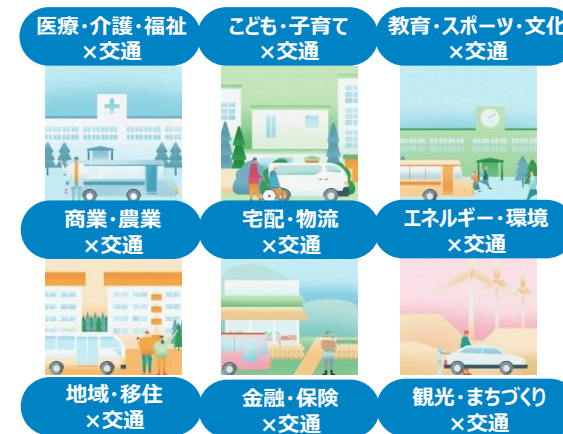 医療・介護・福祉
×交通
こども・子育て
×交通
教育・スポーツ・文化
×交通
商業・農業
×交通
宅配・物流
×交通
エネルギー・環境
×交通
地域・移住
×交通
金融・保険
×交通
観光・まちづくり
×交通